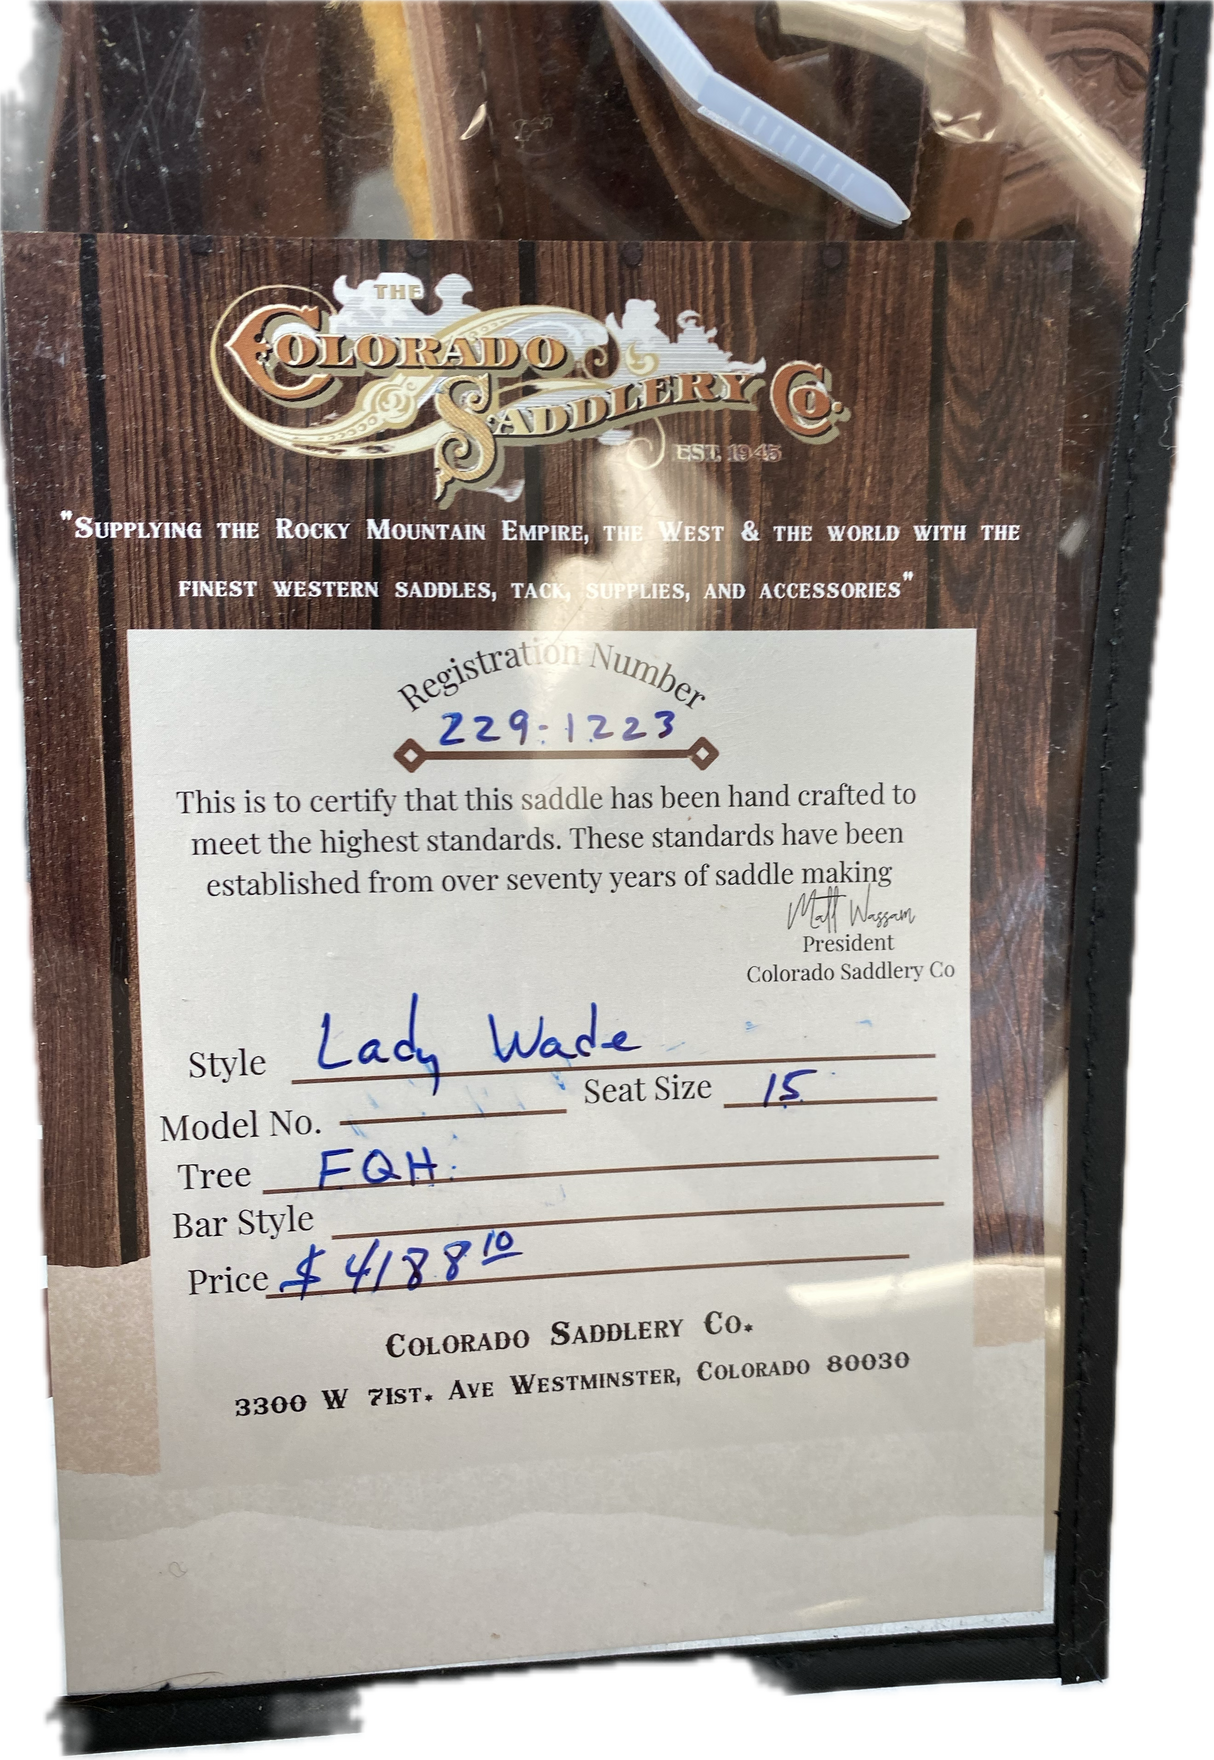 THE
COLORADO
SADDLERY CO.
EST. 1945
"SUPPLYING THE ROCKY MOUNTAIN EMPIRE, THE WEST & THE WORLD WITH THE
FINEST WESTERN SADDLES, TACK, SUPPLIES, AND ACCESSORIES"
Registration Number
229-1223
This is to certify that this saddle has been hand crafted to
meet the highest standards. These standards have been
established from over seventy years of saddle making
Matt Wassam
President
Colorado Saddlery Co
Style Lady Wade
Model No. Seat Size 15
Tree FQH.
Bar Style
Price $ 4188 10
COLORADO SADDLERY CO.
3300 W 71ST. AVE WESTMINSTER, COLORADO 80030